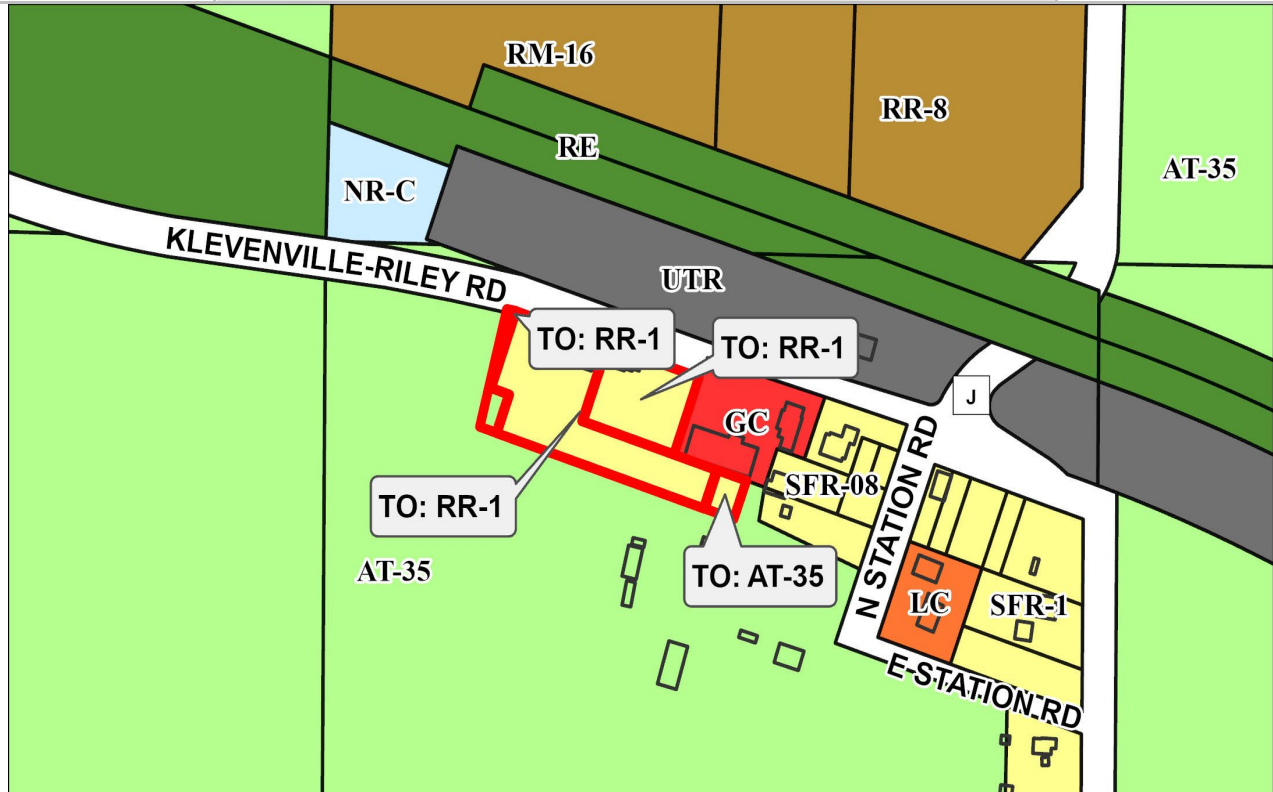 RM-16
RR-8
RE
AT-35
NR-C
KLEVENVILLE-RILEY RD
UTR
TO: RR-1
TO: RR-1
J
GC
N STATION RD
SFR-08
TO: RR-1
AT-35
TO: AT-35
LC
SFR-1
E STATION RD